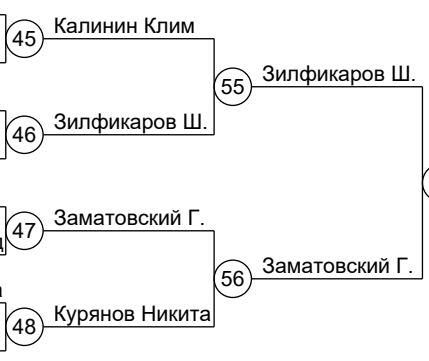 45 Калинин Клим
55 Зилфикаров Ш.
46 Зилфикаров Ш.
47 Заматовский Г.
56 Заматовский Г.
48 Курянов Никита